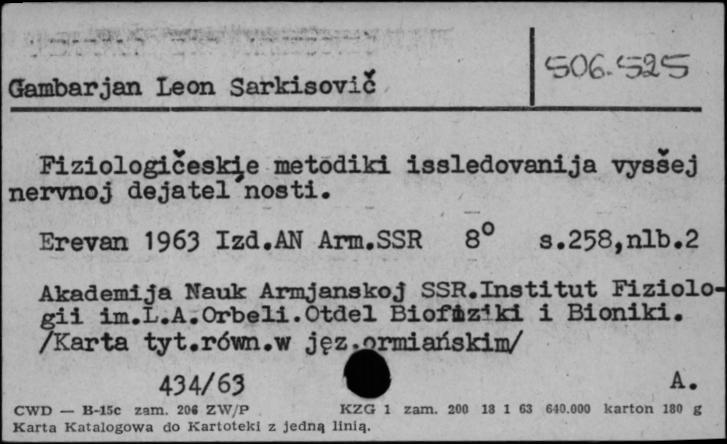 506.525
Gambarjan Leon Sarkisovič
Fiziologičeskie metodiki issledovanija vysšej
nervnoj dejatel'nosti.
Erevan 1963 Izd.AN Arm.SSR 8° s.258,nlb.2
Akademija Nauk Armjanskoj SSR.Institut Fiziolo-
gii im.L.A.Orbeli.Otdel Biofiziki i Bioniki.
/Karta tyt.równ.w jęz.ormiańskim/
434/63 A.
CWD — B-15c zam. 206 ZW/P KZG 1 zam. 200 18 1 63 640.000 karton 180 g
Karta Katalogowa do Kartoteki z jedną linią.